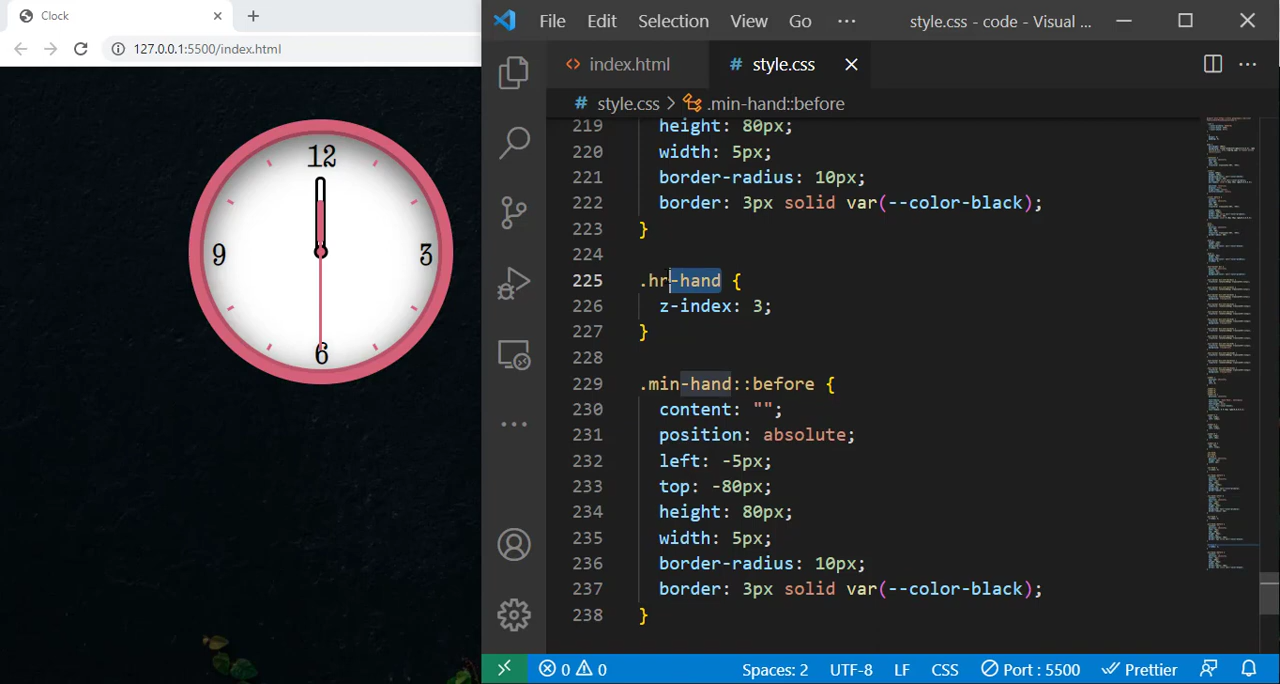 Clock
127.0.0.1:5500/index.html
12
9
3
6
File Edit Selection View Go ··· style.css - code - Visual ...
<> index.html # style.css
# style.css > .min-hand::before
219 height: 80px;
220 width: 5px;
221 border-radius: 10px;
222 border: 3px solid var(--color-black);
223 }
224
225 .hr-hand {
226 z-index: 3;
227 }
228
229 .min-hand::before {
230 content: "";
231 position: absolute;
232 left: -5px;
233 top: -80px;
234 height: 80px;
235 width: 5px;
236 border-radius: 10px;
237 border: 3px solid var(--color-black);
238 }
0 0 Spaces: 2 UTF-8 LF CSS Port : 5500 Prettier